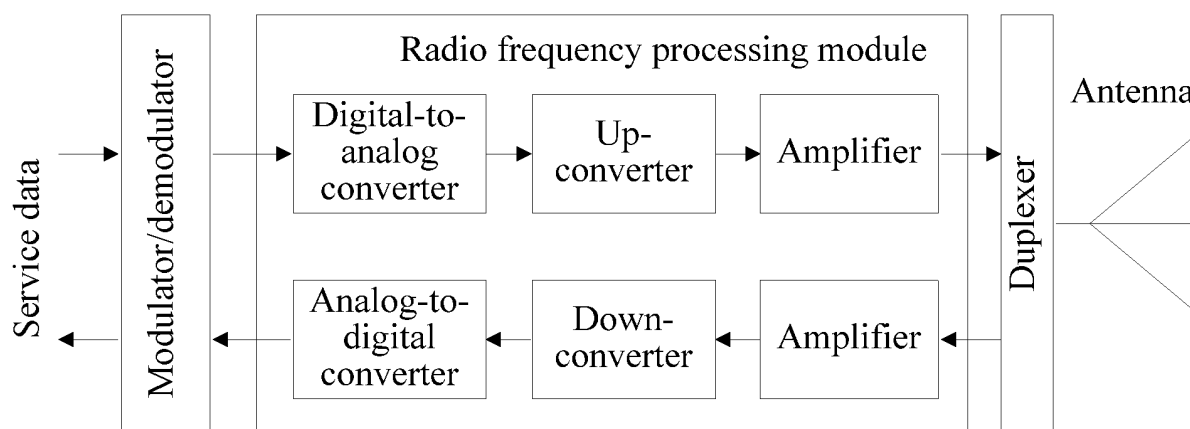 Service data
Modulator/demodulator
Radio frequency processing module
Digital-to-
analog
converter
Up-
converter
Amplifier
Analog-to-
digital
converter
Down-
converter
Amplifier
Duplexer
Antenna